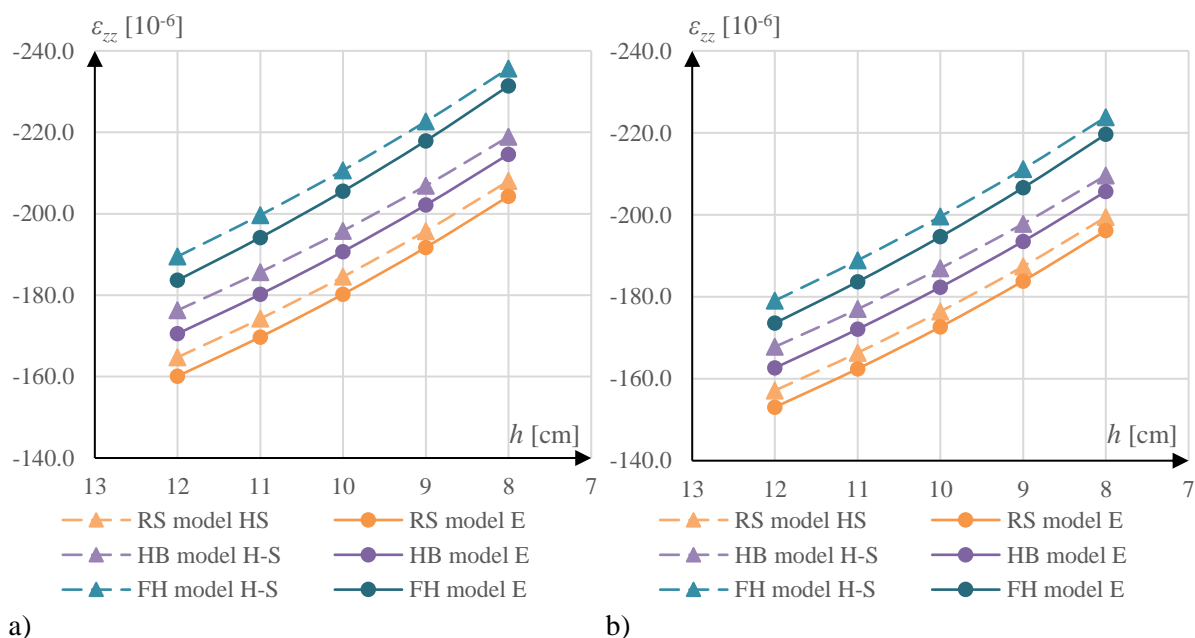 ε_zz [10⁻⁶]
-240.0
-220.0
-200.0
-180.0
-160.0
-140.0
h [cm]
13 12 11 10 9 8 7
RS model HS RS model E
HB model H-S HB model E
FH model H-S FH model E
a)
ε_zz [10⁻⁶]
-240.0
-220.0
-200.0
-180.0
-160.0
-140.0
h [cm]
13 12 11 10 9 8 7
RS model HS RS model E
HB model H-S HB model E
FH model H-S FH model E
b)